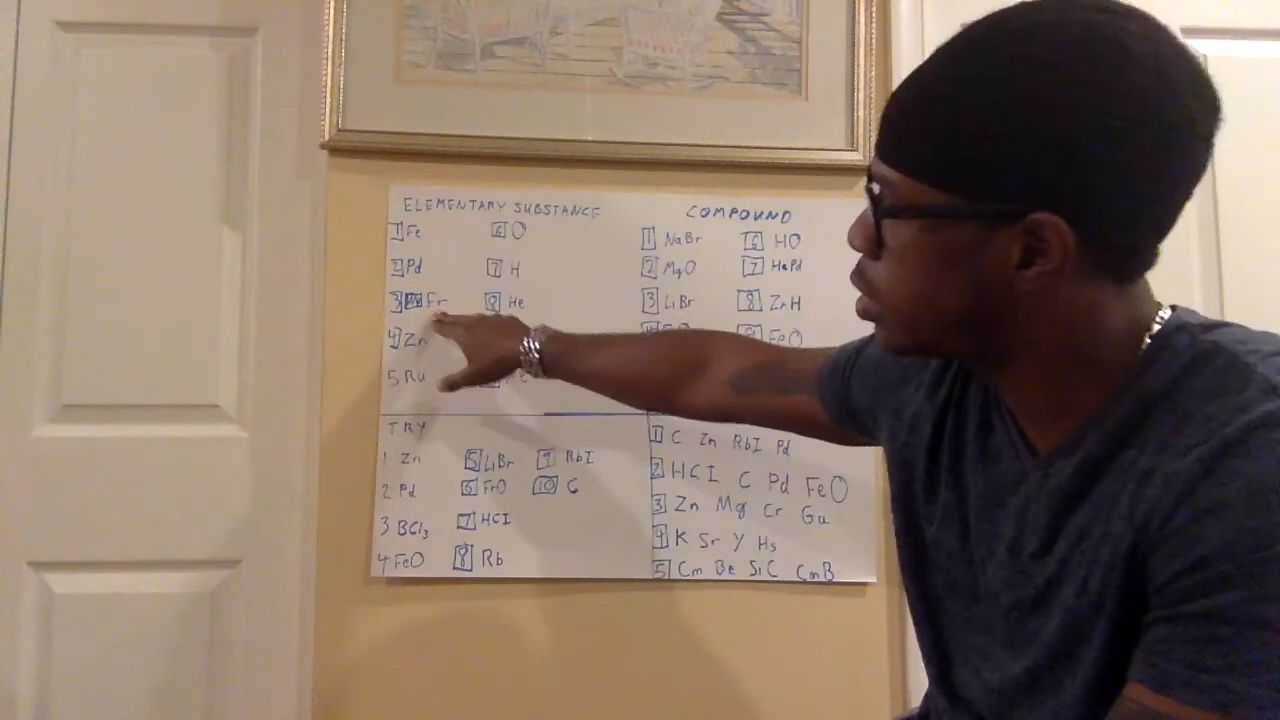 ELEMENTARY SUBSTANCE
1 Fe
2 Pd
3 Fr
4 Zn
5 Ru
6 O
7 H
8 He
COMPOUND
1 NaBr
2 MgO
3 LiBr
6 HO
7 HePd
8 ZnH
9 FeO
TRY
1 Zn
2 Pd
3 BCl3
4 FeO
5 LiBr
6 FrO
7 HCI
8 Rb
9 RbI
10 C
1 C Zn RbI Pd
2 HCI C Pd FeO
3 Zn Mg Cr Ga
4 K Sr Y Hs
5 Cm Be SiC CmB